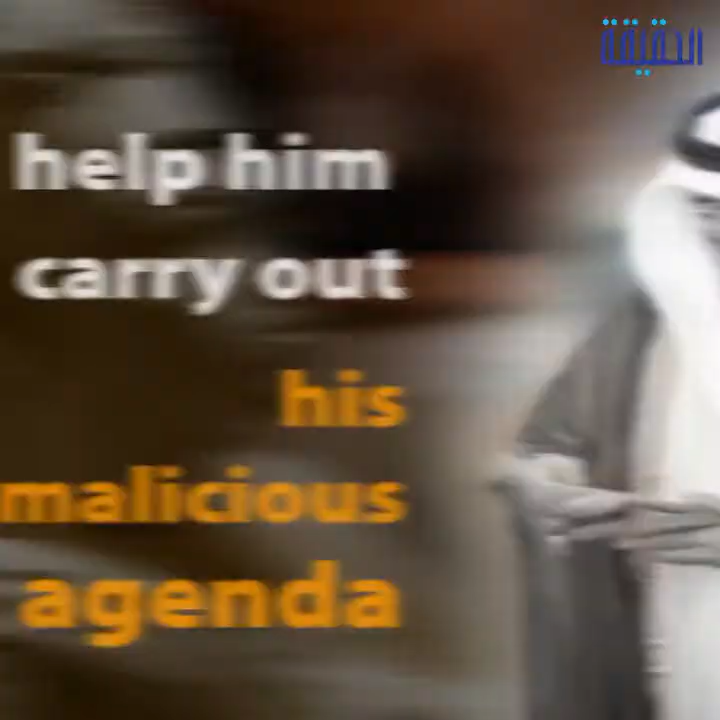 الحقيقة
help him
carry out
his
malicious
agenda